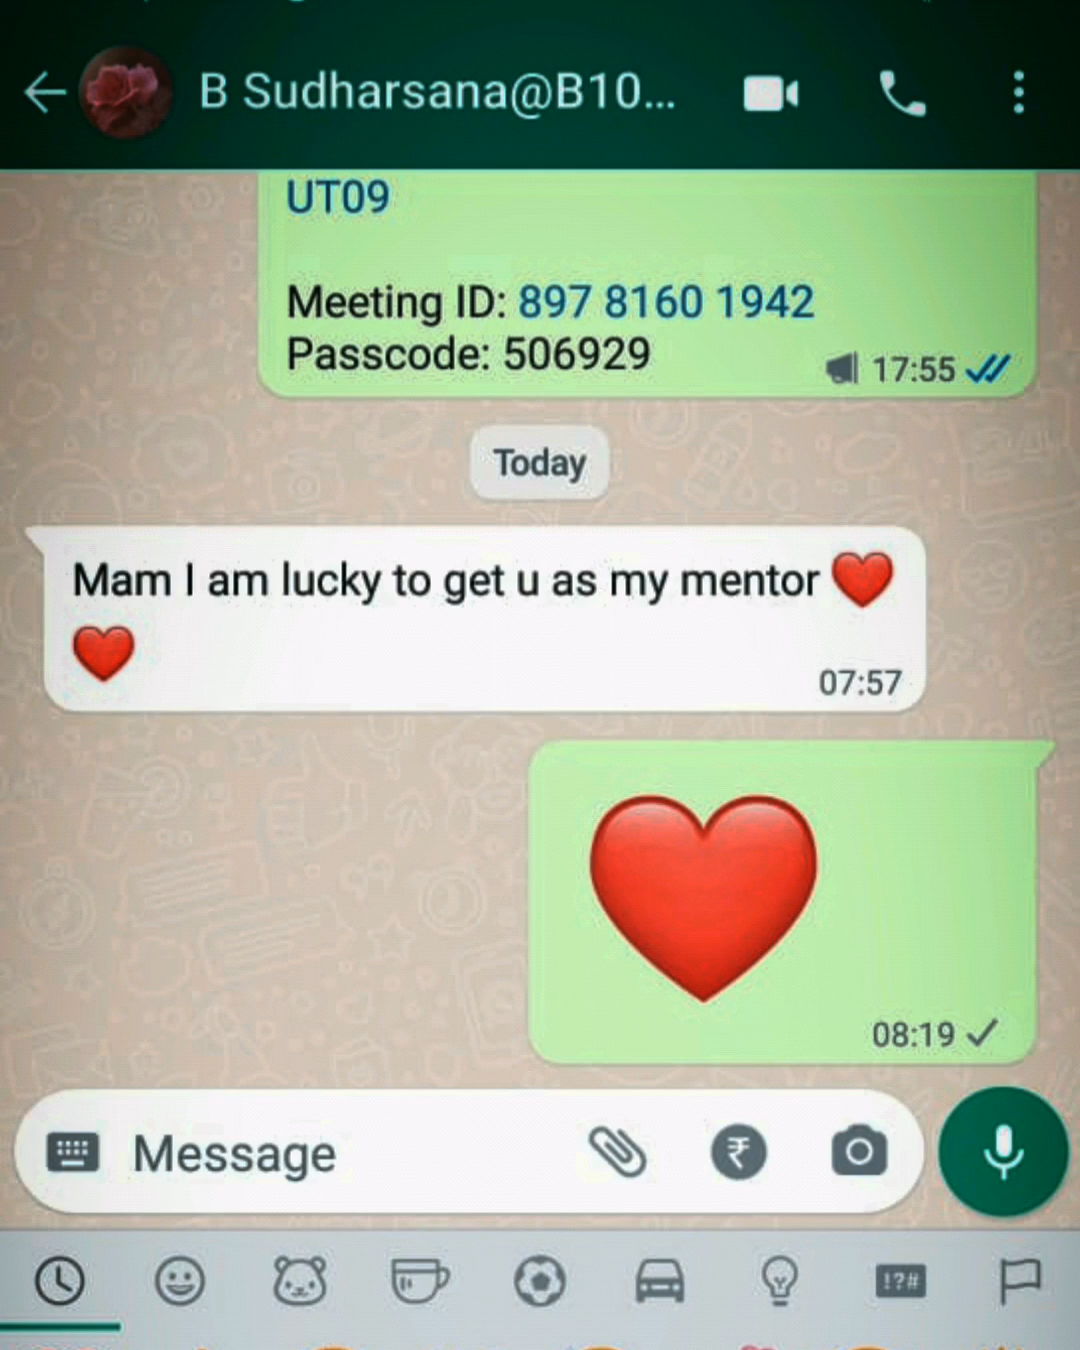 B Sudharsana@B10...
UT09
Meeting ID: 897 8160 1942
Passcode: 506929
17:55
Today
Mam I am lucky to get u as my mentor ❤️
❤️
07:57
❤️
08:19
Message
!?#